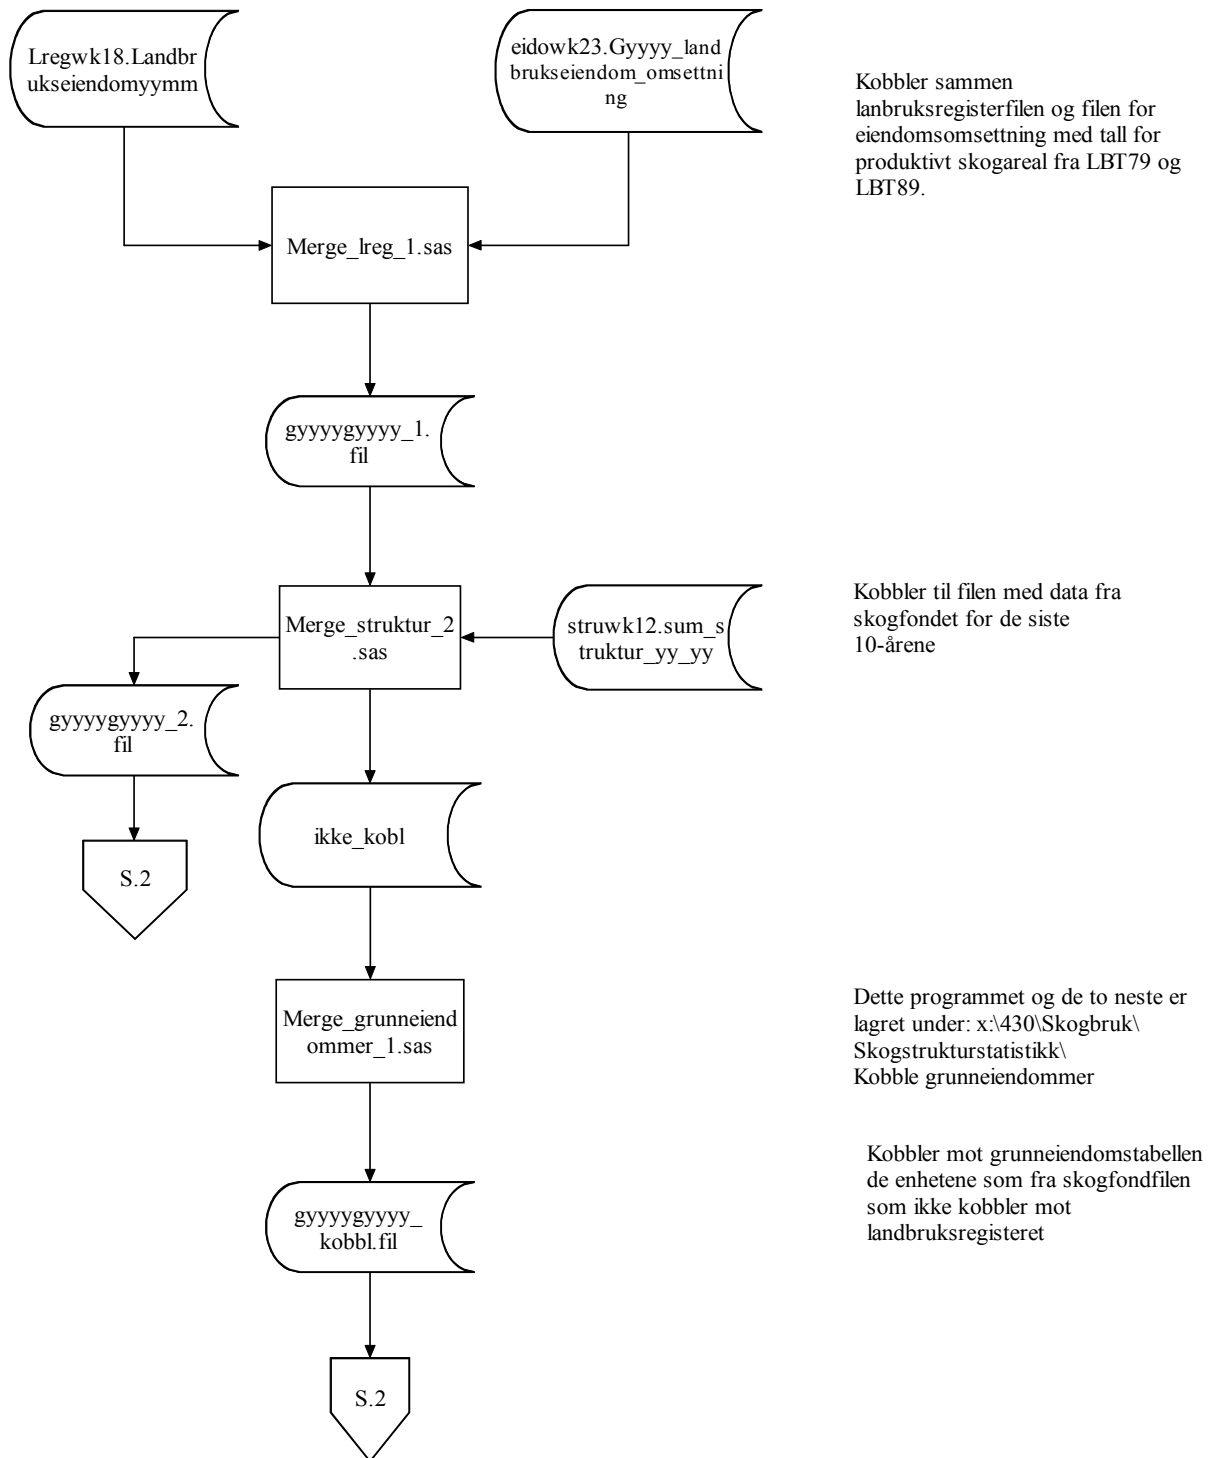 Lregwk18.Landbr
ukseiendomyymm
eidowk23.Gyyyy_land
brukseiendom_omsettni
ng
Kobbler sammen
lanbruksregisterfilen og filen for
eiendomsomsettning med tall for
produktivt skogareal fra LBT79 og
LBT89.
Merge_lreg_1.sas
gyyyygyyyy_1.
fil
Merge_struktur_2
.sas
struwk12.sum_s
truktur_yy_yy
Kobbler til filen med data fra
skogfondet for de siste
10-årene
gyyyygyyyy_2.
fil
ikke_kobl
S.2
Merge_grunneiend
ommer_1.sas
Dette programmet og de to neste er
lagret under: x:\430\Skogbruk\
Skogstrukturstatistikk\
Kobble grunneiendommer
Kobbler mot grunneiendomstabellen
de enhetene som fra skogfondfilen
som ikke kobbler mot
landbruksregisteret
gyyyygyyyy_
kobbl.fil
S.2